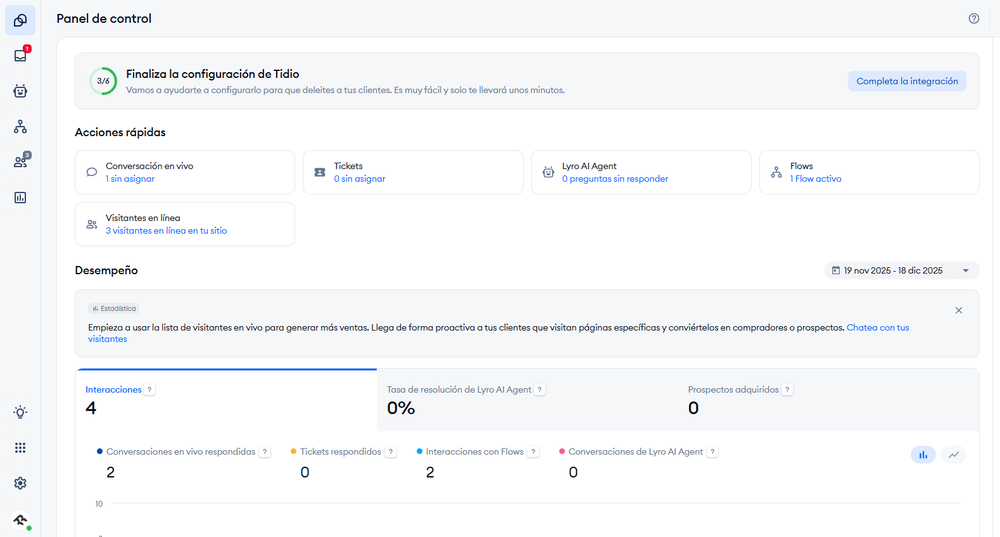 Panel de control
1
3/6
Finaliza la configuración de Tidio
Vamos a ayudarte a configurarlo para que deleites a tus clientes. Es muy fácil y solo te llevará unos minutos.
Completa la integración
Acciones rápidas
3
Conversación en vivo
1 sin asignar
Tickets
0 sin asignar
Lyro AI Agent
0 preguntas sin responder
Flows
1 Flow activo
Visitantes en línea
3 visitantes en línea en tu sitio
Desempeño
19 nov 2025 - 18 dic 2025
Estadística
Empieza a usar la lista de visitantes en vivo para generar más ventas. Llega de forma proactiva a tus clientes que visitan páginas específicas y conviértelos en compradores o prospectos. Chatea con tus
visitantes
Interacciones ?
4
Tasa de resolución de Lyro AI Agent ?
0%
Prospectos adquiridos ?
0
Conversaciones en vivo respondidas ?
2
Tickets respondidos ?
0
Interacciones con Flows ?
2
Conversaciones de Lyro AI Agent ?
0
10